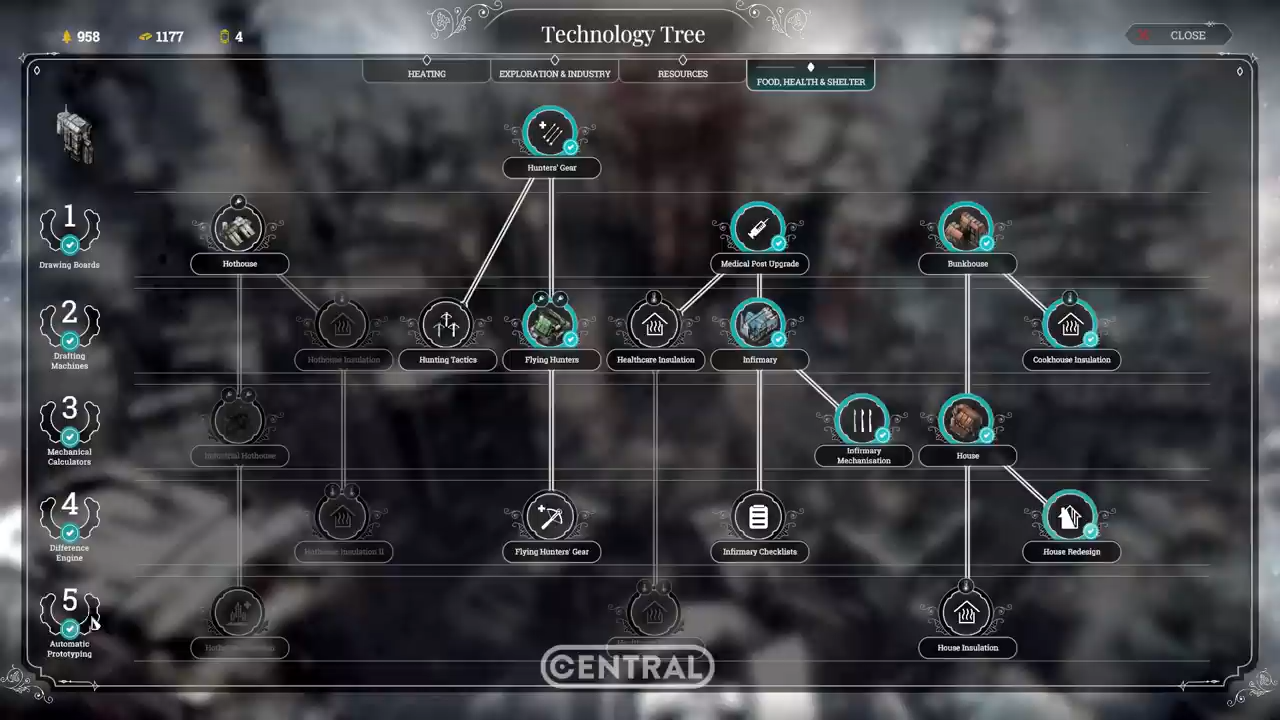 958 1177 4
Technology Tree
CLOSE
HEATING
EXPLORATION & INDUSTRY
RESOURCES
FOOD, HEALTH & SHELTER
Hunters' Gear
1
Drawing Boards
Hothouse
Medical Post Upgrade
Bunkhouse
2
Drafting
Machines
Hothouse Insulation
Hunting Tactics
Flying Hunters
Healthcare Insulation
Infirmary
Cookhouse Insulation
3
Mechanical
Calculators
Industrial Hothouse
Infirmary
Mechanisation
House
4
Difference
Engine
Hothouse Insulation II
Flying Hunters' Gear
Infirmary Checklists
House Redesign
5
Automatic
Prototyping
House Insulation
CENTRAL